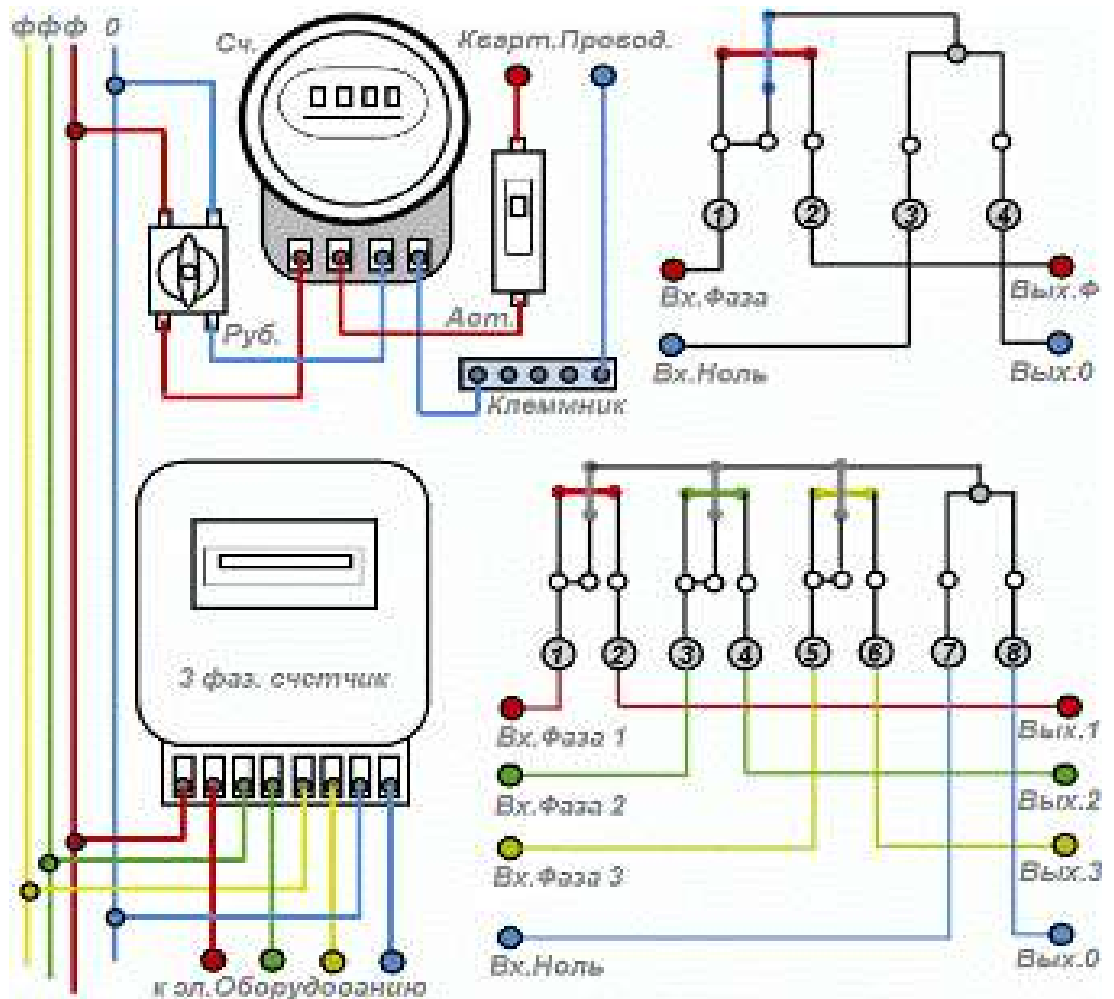 ф ф ф 0
Сч.
Кварт.Провод.
Руб.
Авт.
Клеммник
1 2 3 4
Вх.Фаза
Вых.Ф
Вх.Ноль
Вых.0
3 фаз. счетчик
к эл.Оборудованию
1 2 3 4 5 6 7 8
Вх.Фаза 1
Вых.1
Вх.Фаза 2
Вых.2
Вх.Фаза 3
Вых.3
Вх.Ноль
Вых.0